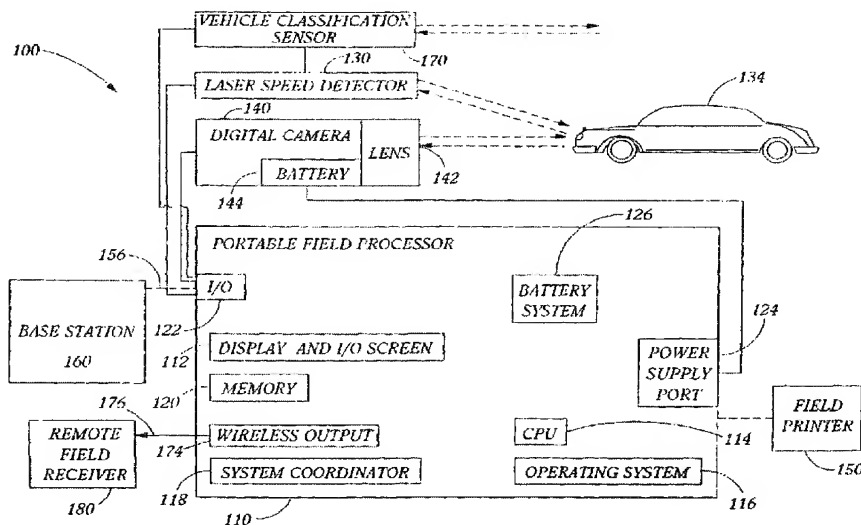 VEHICLE CLASSIFICATION
SENSOR
100
130
170
LASER SPEED DETECTOR
134
140
DIGITAL CAMERA
LENS
144
BATTERY
142
PORTABLE FIELD PROCESSOR
126
156
I/O
BATTERY
SYSTEM
BASE STATION
160
122
124
112
DISPLAY AND I/O SCREEN
POWER
SUPPLY
PORT
120
MEMORY
176
REMOTE
FIELD
RECEIVER
180
WIRELESS OUTPUT
174
CPU
114
FIELD
PRINTER
150
118
SYSTEM COORDINATOR
OPERATING SYSTEM
116
110